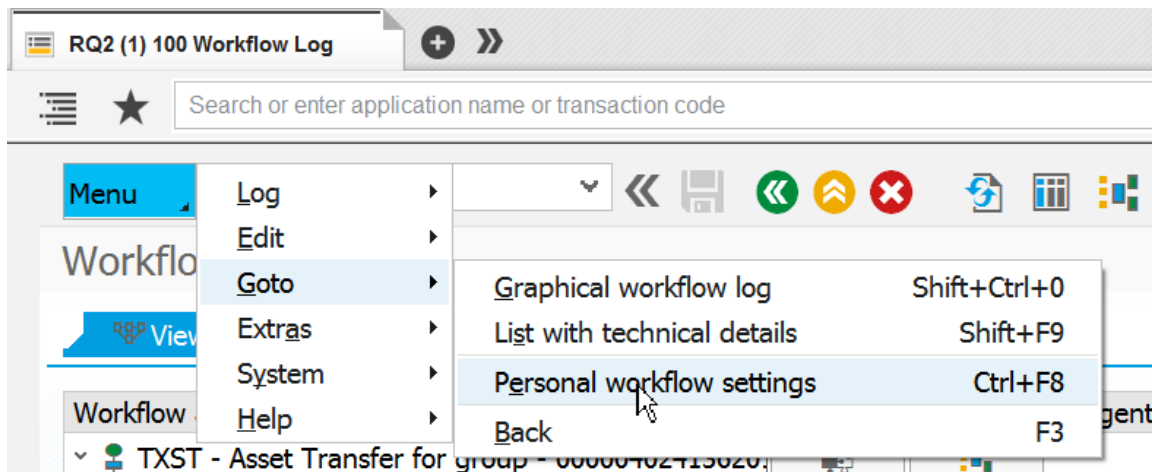 RQ2 (1) 100 Workflow Log
Search or enter application name or transaction code
Menu
Log
Edit
Goto
Extras
System
Help
Graphical workflow log Shift+Ctrl+0
List with technical details Shift+F9
Personal workflow settings Ctrl+F8
Back F3
Workflow
TXST - Asset Transfer for group -